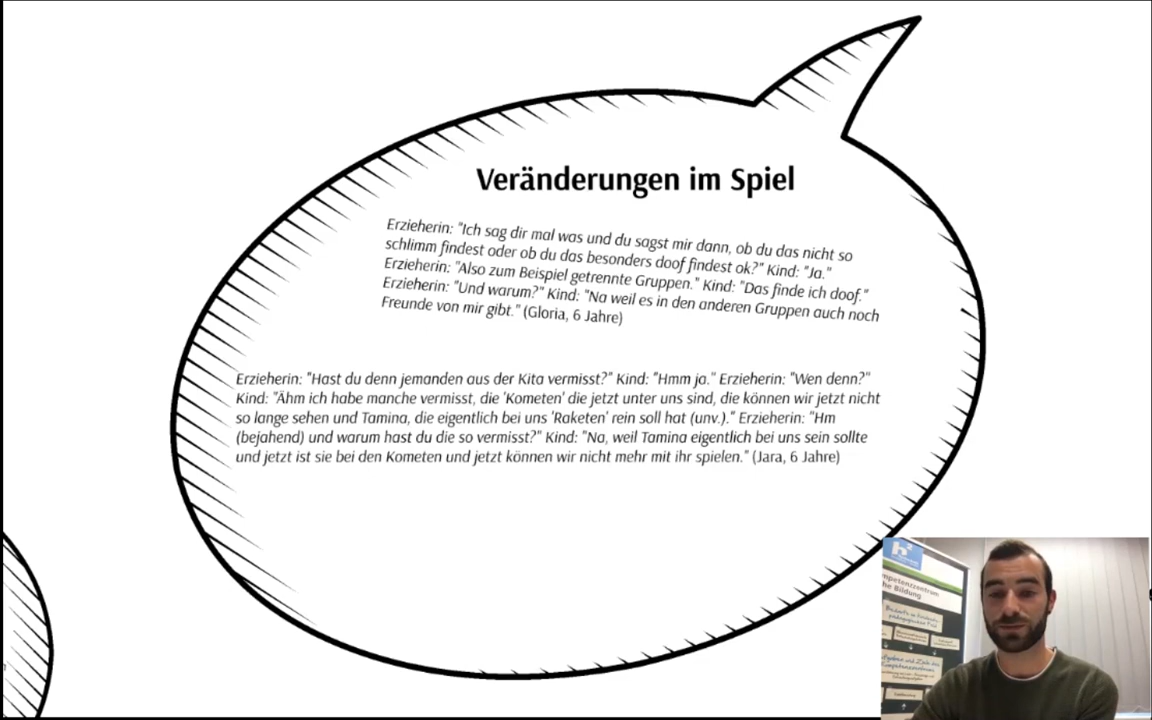 Veränderungen im Spiel
Erzieherin: "Ich sag dir mal was und du sagst mir dann, ob du das nicht so
schlimm findest oder ob du das besonders doof findest ok?" Kind: "Ja."
Erzieherin: "Also zum Beispiel getrennte Gruppen." Kind: "Das finde ich doof."
Erzieherin: "Und warum?" Kind: "Na weil es in den anderen Gruppen auch noch
Freunde von mir gibt." (Gloria, 6 Jahre)
Erzieherin: "Hast du denn jemanden aus der Kita vermisst?" Kind: "Hmm ja." Erzieherin: "Wen denn?"
Kind: "Ähm ich habe manche vermisst, die 'Kometen' die jetzt unter uns sind, die können wir jetzt nicht
so lange sehen und Tamina, die eigentlich bei uns 'Raketen' rein soll hat (unv.)." Erzieherin: "Hm
(bejahend) und warum hast du die so vermisst?" Kind: "Na, weil Tamina eigentlich bei uns sein sollte
und jetzt ist sie bei den Kometen und jetzt können wir nicht mehr mit ihr spielen." (Jara, 6 Jahre)
h²
mpetenzzentrum
he Bildung